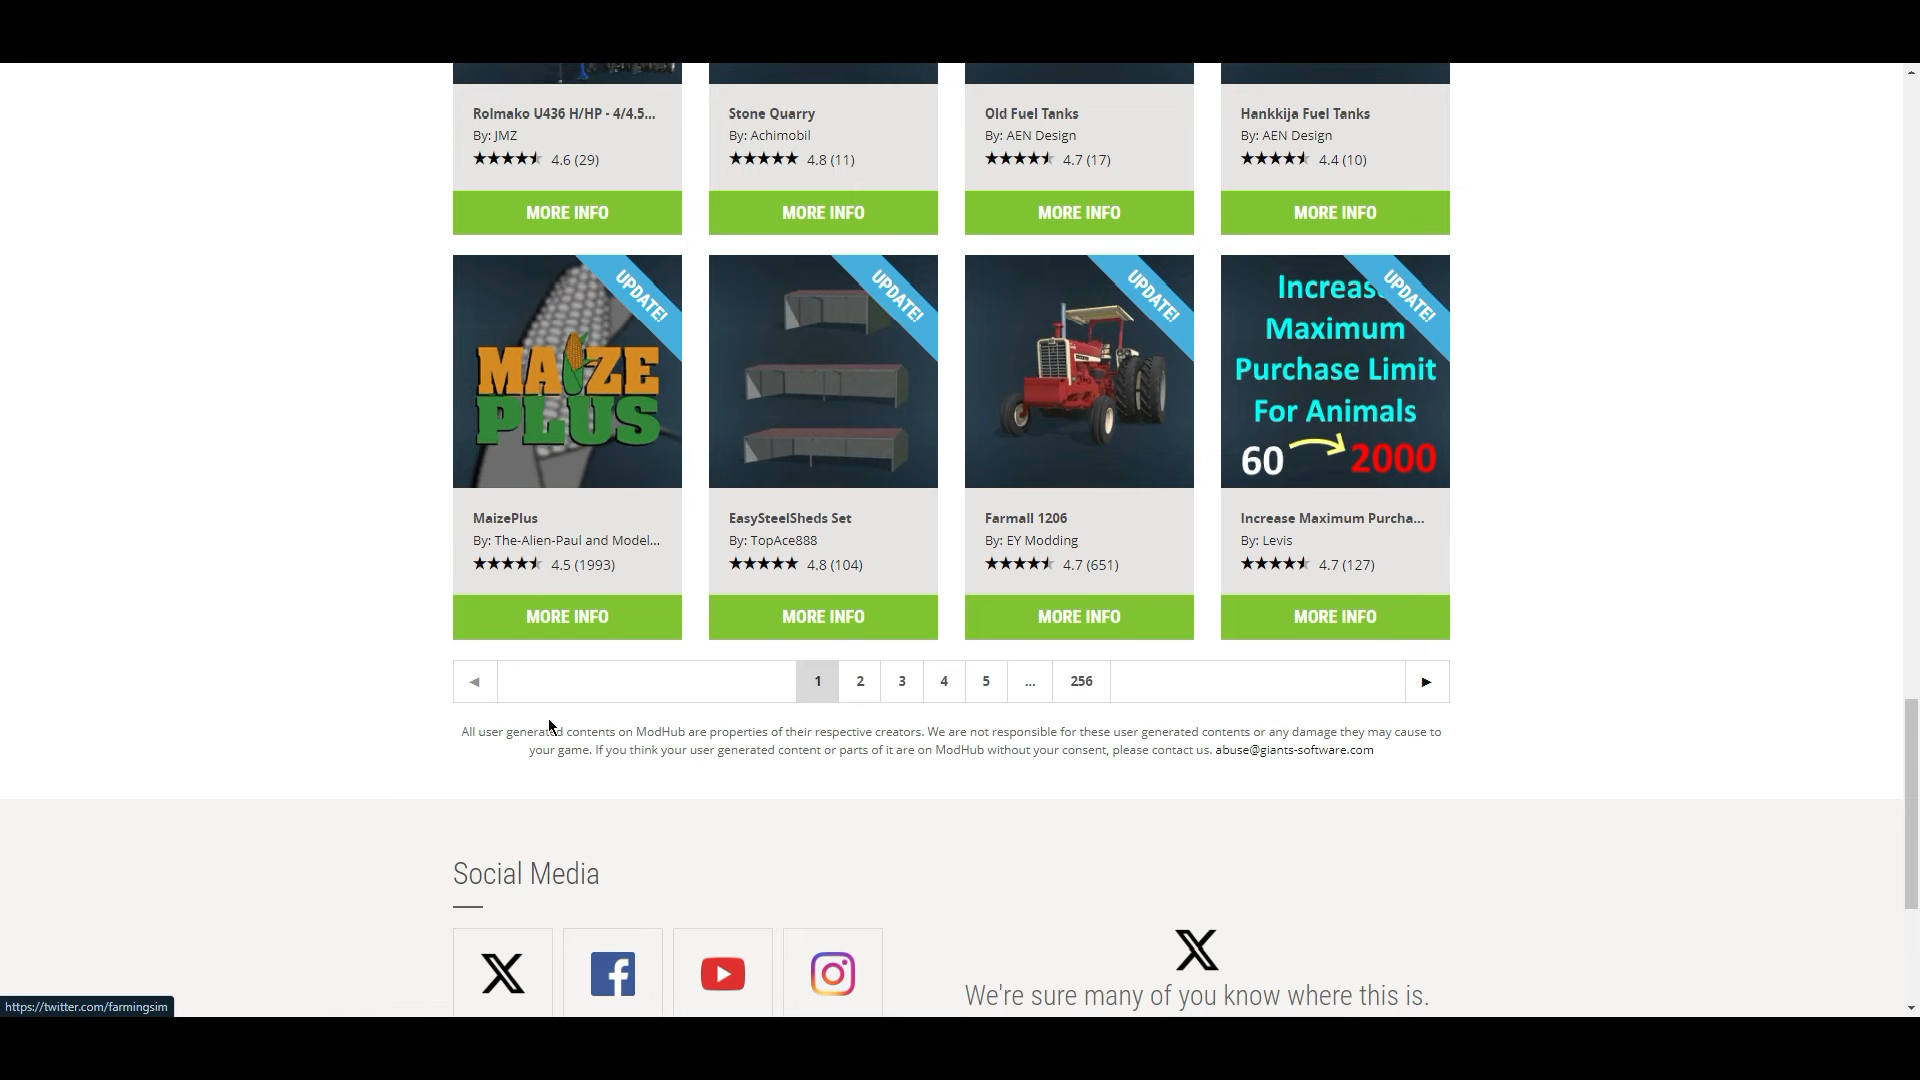 Rolmako U436 H/HP - 4/4.5...
By: JMZ
4.6 (29)
MORE INFO
Stone Quarry
By: Achimobil
4.8 (11)
MORE INFO
Old Fuel Tanks
By: AEN Design
4.7 (17)
MORE INFO
Hankkija Fuel Tanks
By: AEN Design
4.4 (10)
MORE INFO
UPDATE!
MAIZE
PLUS
MaizePlus
By: The-Alien-Paul and Model...
4.5 (1993)
MORE INFO
UPDATE!
EasySteelSheds Set
By: TopAce888
4.8 (104)
MORE INFO
UPDATE!
Farmall 1206
By: EY Modding
4.7 (651)
MORE INFO
UPDATE!
Increas
Maximum
Purchase Limit
For Animals
60 2000
Increase Maximum Purcha...
By: Levis
4.7 (127)
MORE INFO
◄ 1 2 3 4 5 ... 256 ►
All user generated contents on ModHub are properties of their respective creators. We are not responsible for these user generated contents or any damage they may cause to
your game. If you think your user generated content or parts of it are on ModHub without your consent, please contact us. abuse@giants-software.com
Social Media
We're sure many of you know where this is.
https://twitter.com/farmingsim